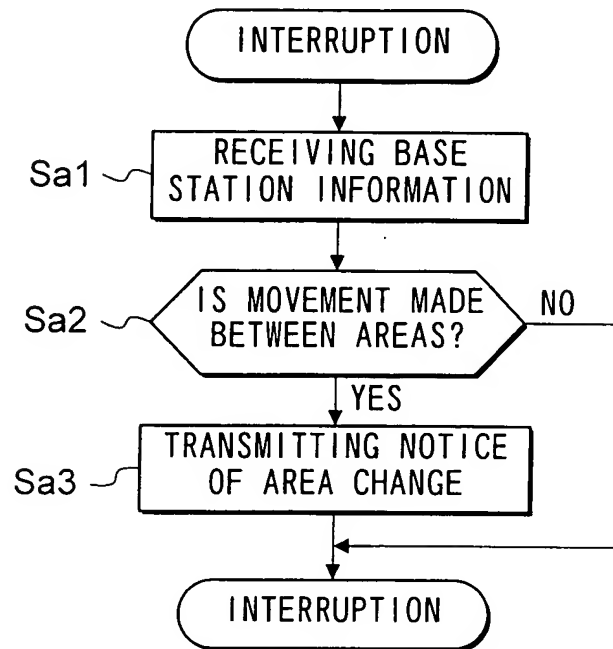 INTERRUPTION
Sa1
RECEIVING BASE
STATION INFORMATION
Sa2
IS MOVEMENT MADE
BETWEEN AREAS?
NO
YES
Sa3
TRANSMITTING NOTICE
OF AREA CHANGE
INTERRUPTION